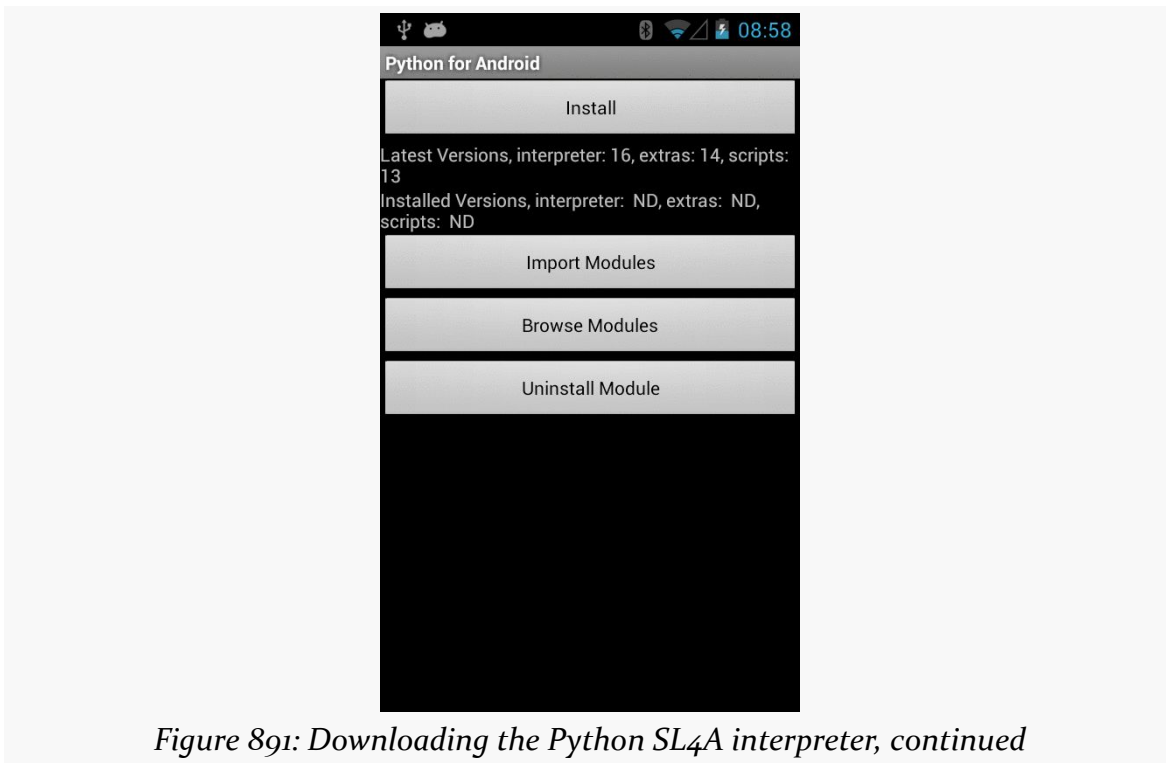 08:58
Python for Android
Install
Latest Versions, interpreter: 16, extras: 14, scripts:
13
Installed Versions, interpreter:  ND, extras:  ND,
scripts:  ND
Import Modules
Browse Modules
Uninstall Module
Figure 891: Downloading the Python SL4A interpreter, continued